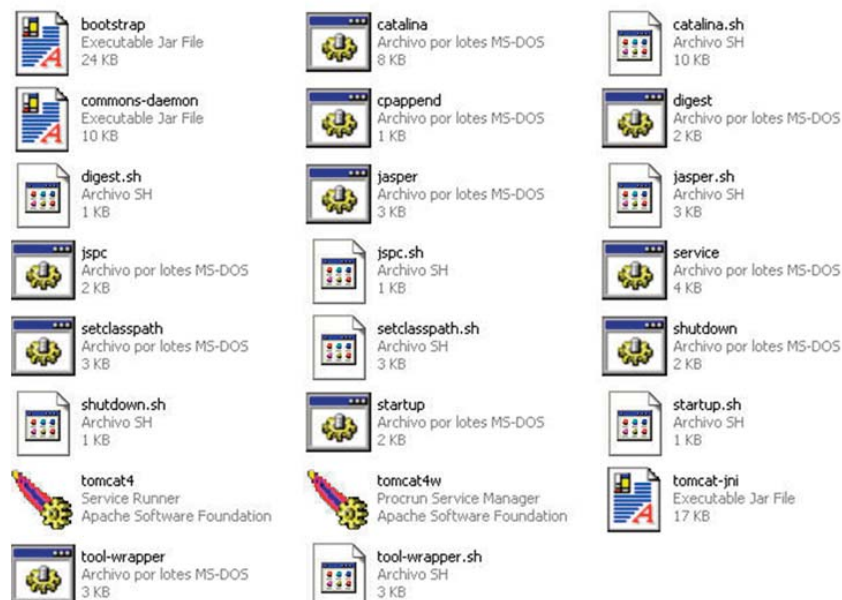 bootstrap
Executable Jar File
24 KB
catalina
Archivo por lotes MS-DOS
8 KB
catalina.sh
Archivo SH
10 KB
commons-daemon
Executable Jar File
10 KB
cpappend
Archivo por lotes MS-DOS
1 KB
digest
Archivo por lotes MS-DOS
2 KB
digest.sh
Archivo SH
1 KB
jasper
Archivo por lotes MS-DOS
3 KB
jasper.sh
Archivo SH
3 KB
jspc
Archivo por lotes MS-DOS
2 KB
jspc.sh
Archivo SH
1 KB
service
Archivo por lotes MS-DOS
4 KB
setclasspath
Archivo por lotes MS-DOS
3 KB
setclasspath.sh
Archivo SH
3 KB
shutdown
Archivo por lotes MS-DOS
2 KB
shutdown.sh
Archivo SH
1 KB
startup
Archivo por lotes MS-DOS
2 KB
startup.sh
Archivo SH
1 KB
tomcat4
Service Runner
Apache Software Foundation
tomcat4w
Procrun Service Manager
Apache Software Foundation
tomcat-jni
Executable Jar File
17 KB
tool-wrapper
Archivo por lotes MS-DOS
3 KB
tool-wrapper.sh
Archivo SH
3 KB